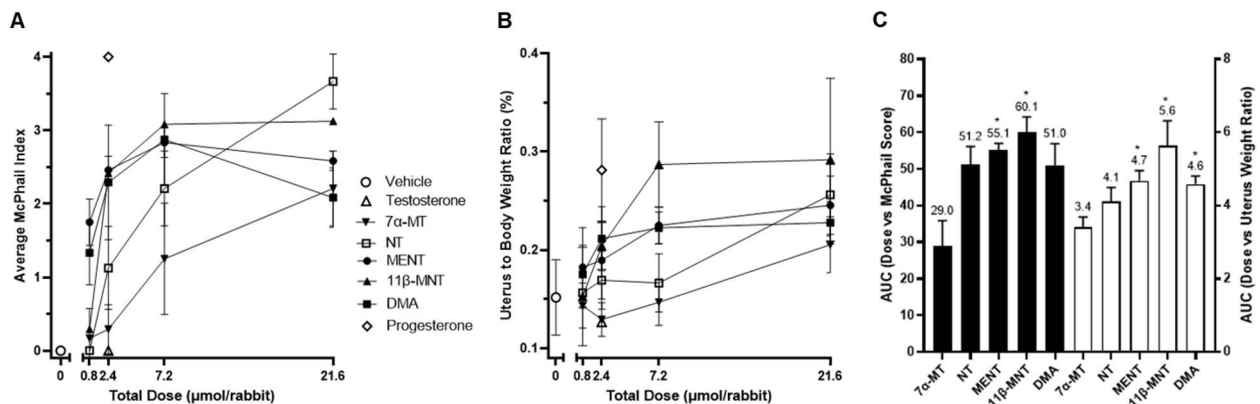 A
Average McPhail Index
4
3
2
1
0
0
0.8 2.4
7.2
21.6
Total Dose (µmol/rabbit)
Vehicle
Testosterone
7α-MT
NT
MENT
11β-MNT
DMA
Progesterone
B
Uterus to Body Weight Ratio (%)
0.4
0.3
0.2
0.1
0
0.8 2.4
7.2
21.6
Total Dose (µmol/rabbit)
C
AUC (Dose vs McPhail Score)
80
70
60
50
40
30
20
10
0
29.0
51.2
*
55.1
*
60.1
51.0
3.4
4.1
*
4.7
*
5.6
*
4.6
7α-MT
NT
MENT
11β-MNT
DMA
7α-MT
NT
MENT
11β-MNT
DMA
8
6
4
2
0
AUC (Dose vs Uterus Weight Ratio)